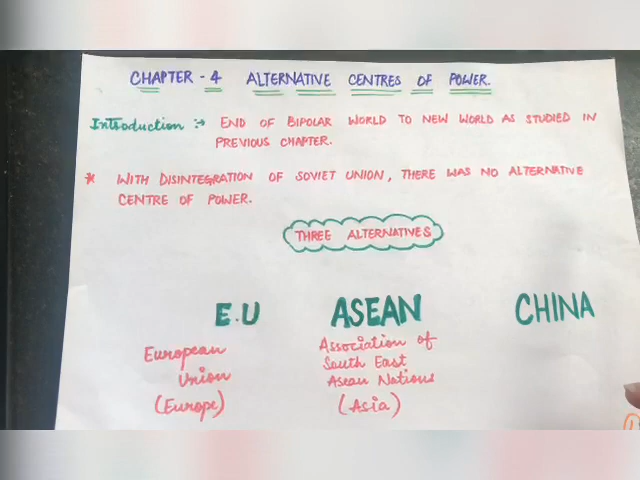 CHAPTER - 4 ALTERNATIVE CENTRES OF POWER.
Introduction :→ END OF BIPOLAR WORLD TO NEW WORLD AS STUDIED IN
PREVIOUS CHAPTER.
* WITH DISINTEGRATION OF SOVIET UNION, THERE WAS NO ALTERNATIVE
CENTRE OF POWER.
THREE ALTERNATIVES
E.U ASEAN CHINA
European
Union
(Europe)
Association of
South East
Asean Nations
(Asia)